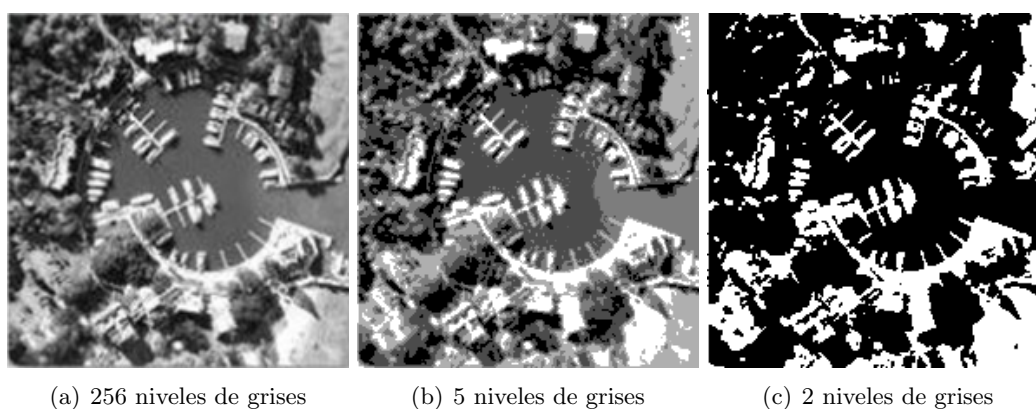 (a) 256 niveles de grises
(b) 5 niveles de grises
(c) 2 niveles de grises